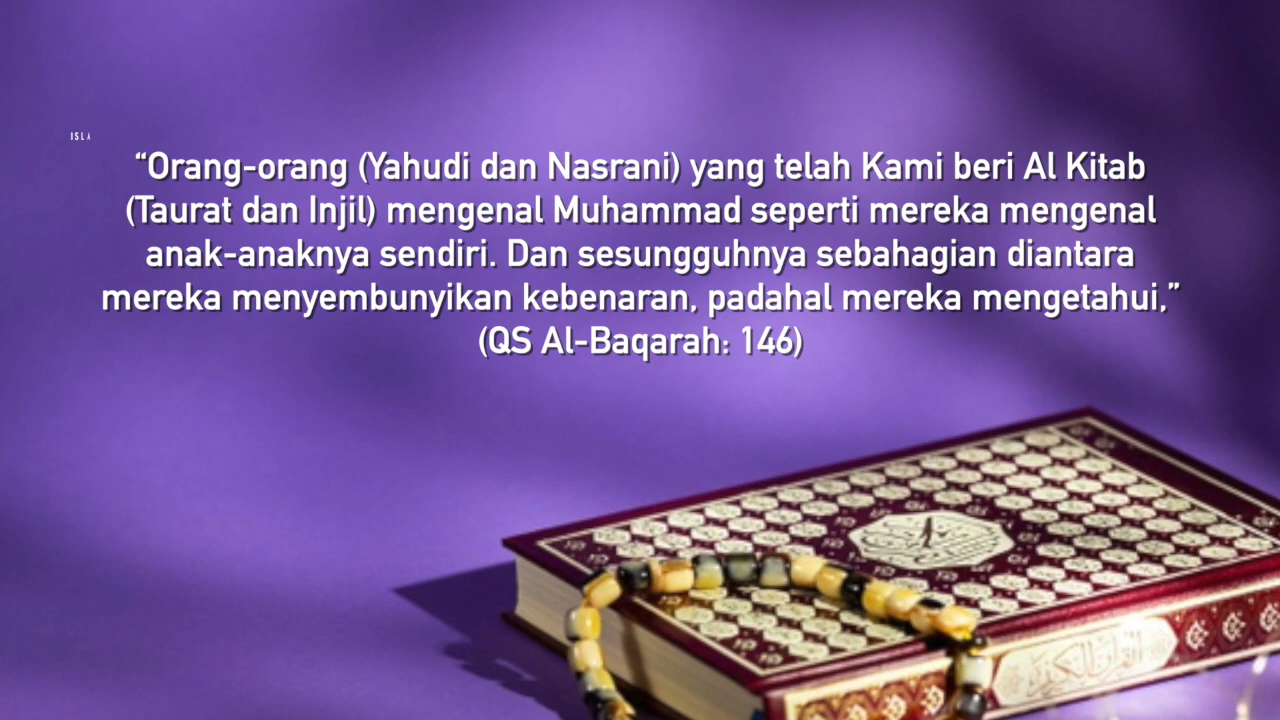 ISLA
“Orang-orang (Yahudi dan Nasrani) yang telah Kami beri Al Kitab
(Taurat dan Injil) mengenal Muhammad seperti mereka mengenal
anak-anaknya sendiri. Dan sesungguhnya sebahagian diantara
mereka menyembunyikan kebenaran, padahal mereka mengetahui,”
(QS Al-Baqarah: 146)